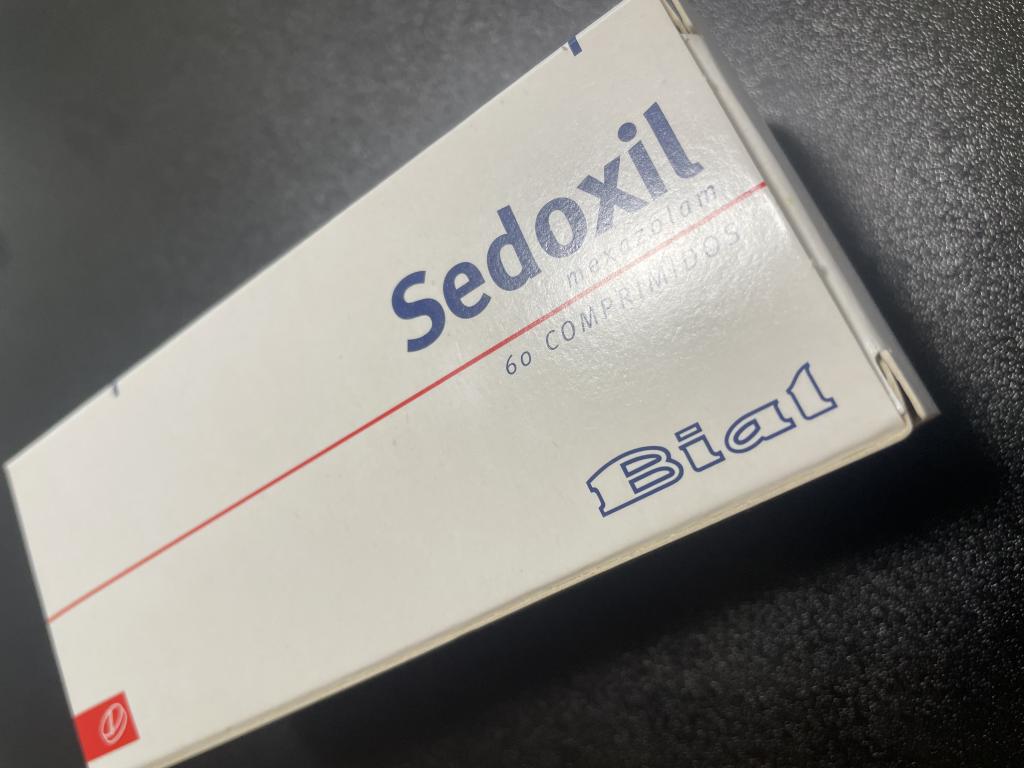 Sedoxil
mexazolam
60 COMPRIMIDOS
Bial